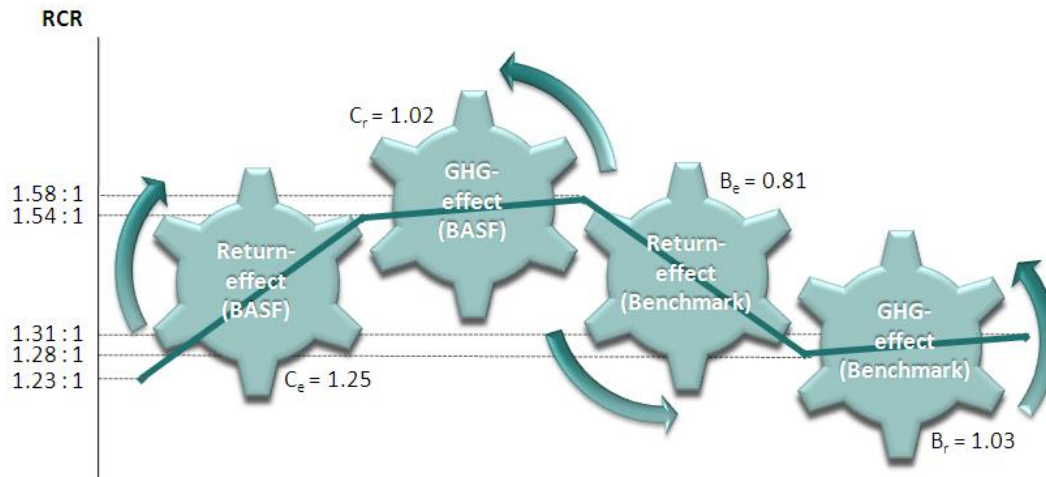 RCR
C_r = 1.02
GHG-
effect
(BASF)
B_e = 0.81
1.58 : 1
1.54 : 1
Return-
effect
(BASF)
Return-
effect
(Benchmark)
GHG-
effect
(Benchmark)
1.31 : 1
1.28 : 1
1.23 : 1
C_e = 1.25
B_r = 1.03